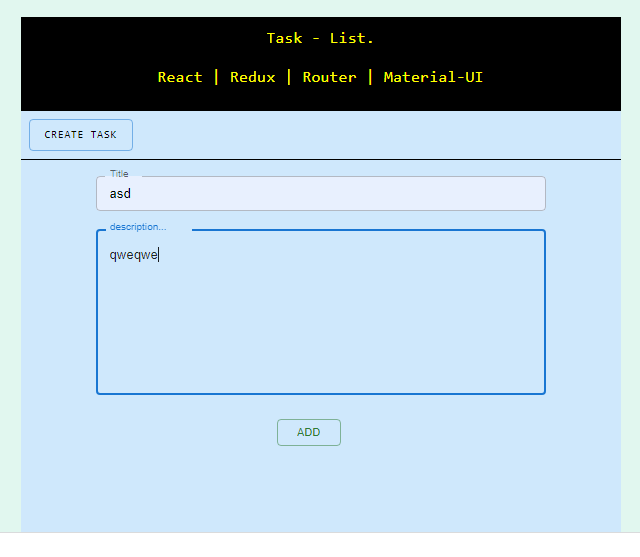 Task - List.
React | Redux | Router | Material-UI
CREATE TASK
Title
asd
description...
qweqwe
ADD